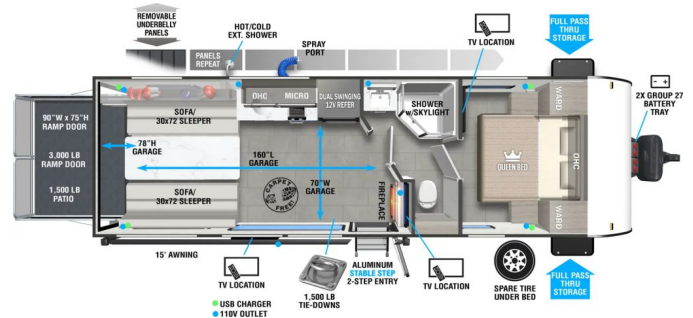 REMOVABLE
UNDERBELLY
PANELS
HOT/COLD
EXT. SHOWER
PANELS
REPEAT
SPRAY
PORT
TV LOCATION
FULL PASS
THRU
STORAGE
2X GROUP 27
BATTERY
TRAY
90"W x 75"H
RAMP DOOR
3,000 LB
RAMP DOOR
1,500 LB
PATIO
78"H
GARAGE
SOFA/
30x72 SLEEPER
OHC
MICRO
DUAL SWINGING
12V REFER
SHOWER
w/SKYLIGHT
WARD
160"L
GARAGE
70"W
GARAGE
CARPET
FREE!
FIREPLACE
QUEEN BED
OHC
SOFA/
30x72 SLEEPER
WARD
15' AWNING
TV LOCATION
1,500 LB
TIE-DOWNS
ALUMINUM
STABLE STEP
2-STEP ENTRY
TV LOCATION
SPARE TIRE
UNDER BED
FULL PASS
THRU
STORAGE
USB CHARGER
110V OUTLET